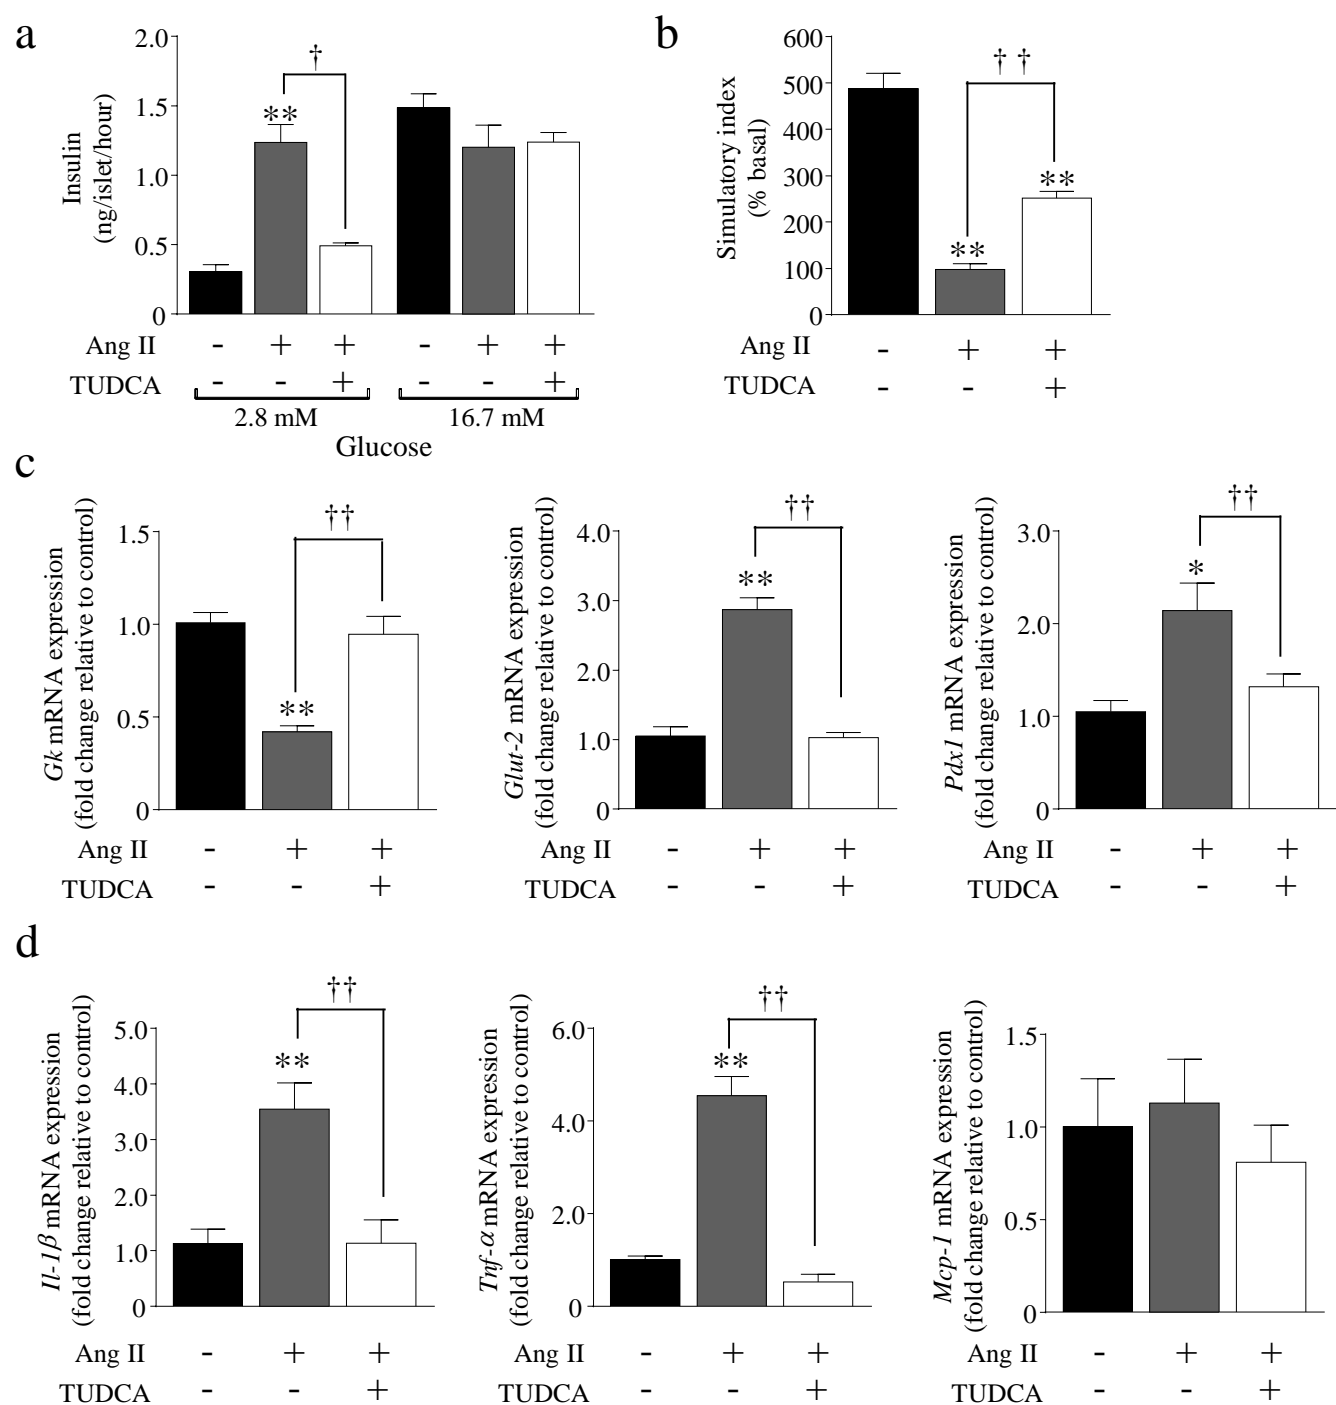 a
Insulin
(ng/islet/hour)
2.0
1.5
1.0
0.5
0
**
†
Ang II - + + - + +
TUDCA - - + - - +
2.8 mM 16.7 mM
Glucose
b
Simulatory index
(% basal)
600
500
400
300
200
100
0
† †
**
**
Ang II - + +
TUDCA - - +
c
Gk mRNA expression
(fold change relative to control)
1.5
1.0
0.5
0
††
**
Ang II - + +
TUDCA - - +
Glut-2 mRNA expression
(fold change relative to control)
4.0
3.0
2.0
1.0
0
††
**
Ang II - + +
TUDCA - - +
Pdx1 mRNA expression
(fold change relative to control)
3.0
2.0
1.0
0
††
*
Ang II - + +
TUDCA - - +
d
Il-1β mRNA expression
(fold change relative to control)
5.0
4.0
3.0
2.0
1.0
0
††
**
Ang II - + +
TUDCA - - +
Tnf-α mRNA expression
(fold change relative to control)
6.0
4.0
2.0
0
††
**
Ang II - + +
TUDCA - - +
Mcp-1 mRNA expression
(fold change relative to control)
1.5
1.0
0.5
0
Ang II - + +
TUDCA - - +